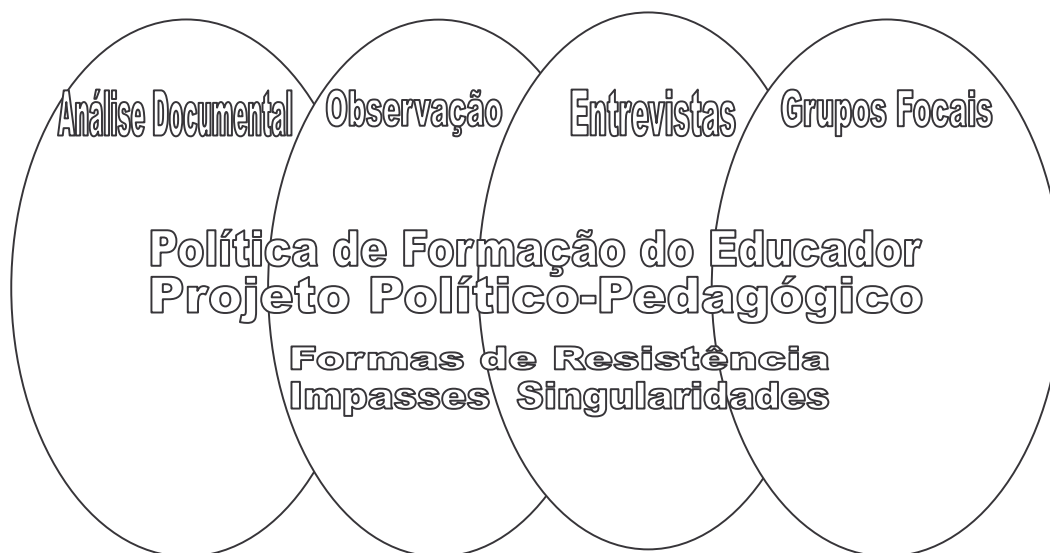 Análise Documental Observação Entrevistas Grupos Focais
Política de Formação do Educador
Projeto Político-Pedagógico
Formas de Resistência
Impasses Singularidades